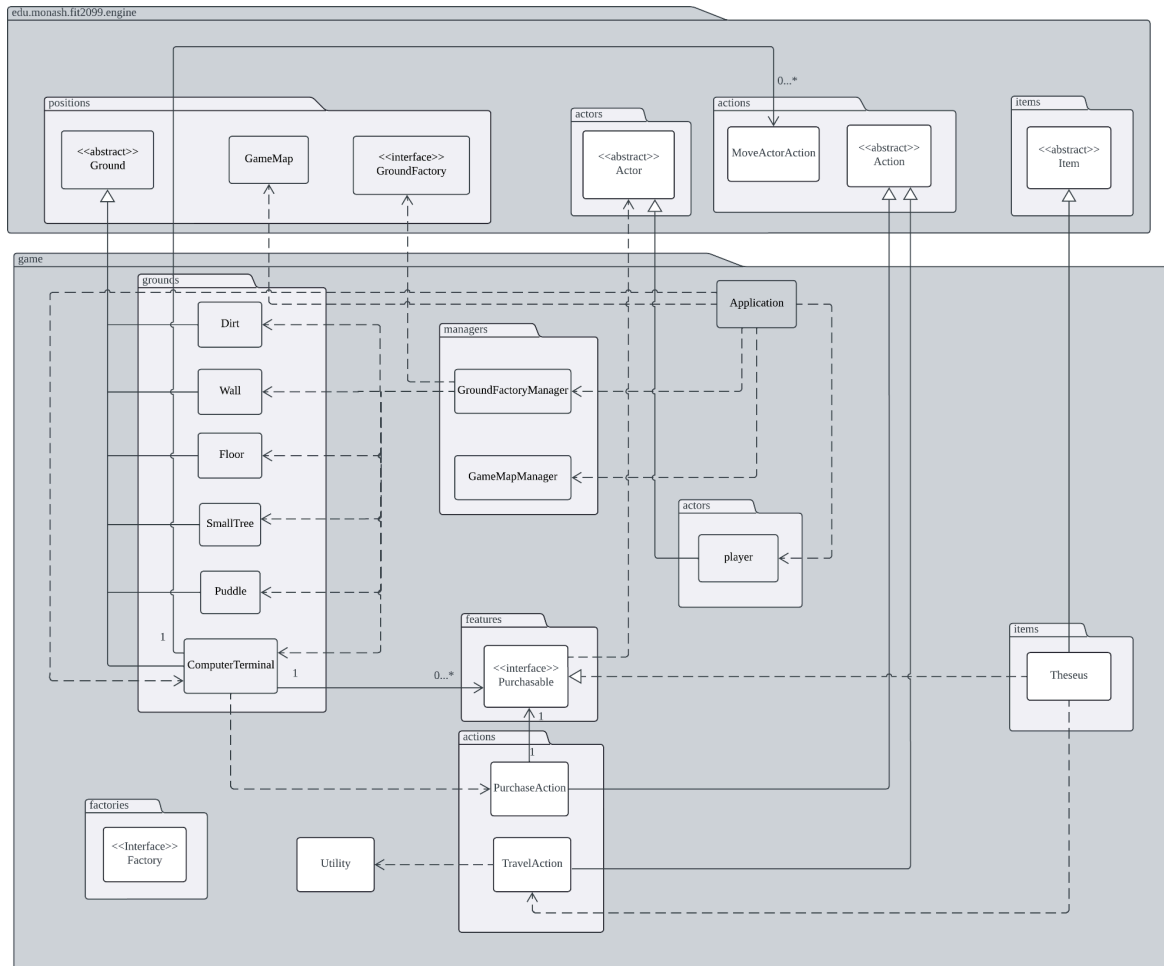 edu.monash.fit2099.engine
0...*
positions
<<abstract>>
Ground
GameMap
<<interface>>
GroundFactory
actors
<<abstract>>
Actor
actions
MoveActorAction
<<abstract>>
Action
items
<<abstract>>
Item
game
grounds
Dirt
Wall
Floor
SmallTree
Puddle
1
ComputerTerminal
1
0...*
managers
GroundFactoryManager
GameMapManager
Application
actors
player
features
<<interface>>
Purchasable
1
1
actions
PurchaseAction
TravelAction
items
Theseus
factories
<<Interface>>
Factory
Utility